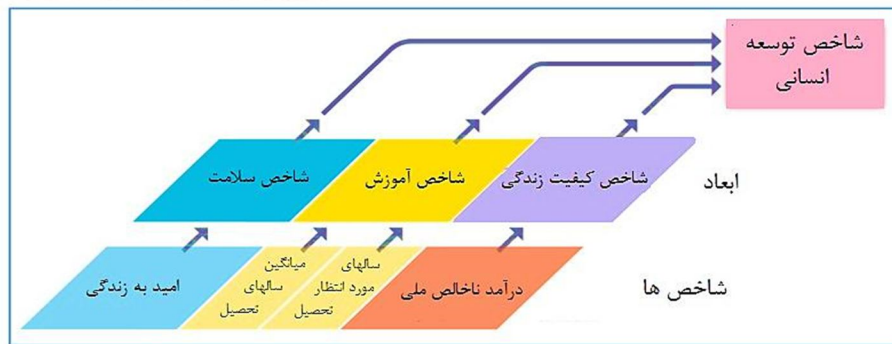 شاخص توسعه
انسانی
ابعاد
شاخص کیفیت زندگی
شاخص آموزش
شاخص سلامت
شاخص ها
درآمد ناخالص ملی
سالهای
مورد انتظار
تحصیل
میانگین
سالهای
تحصیل
امید به زندگی